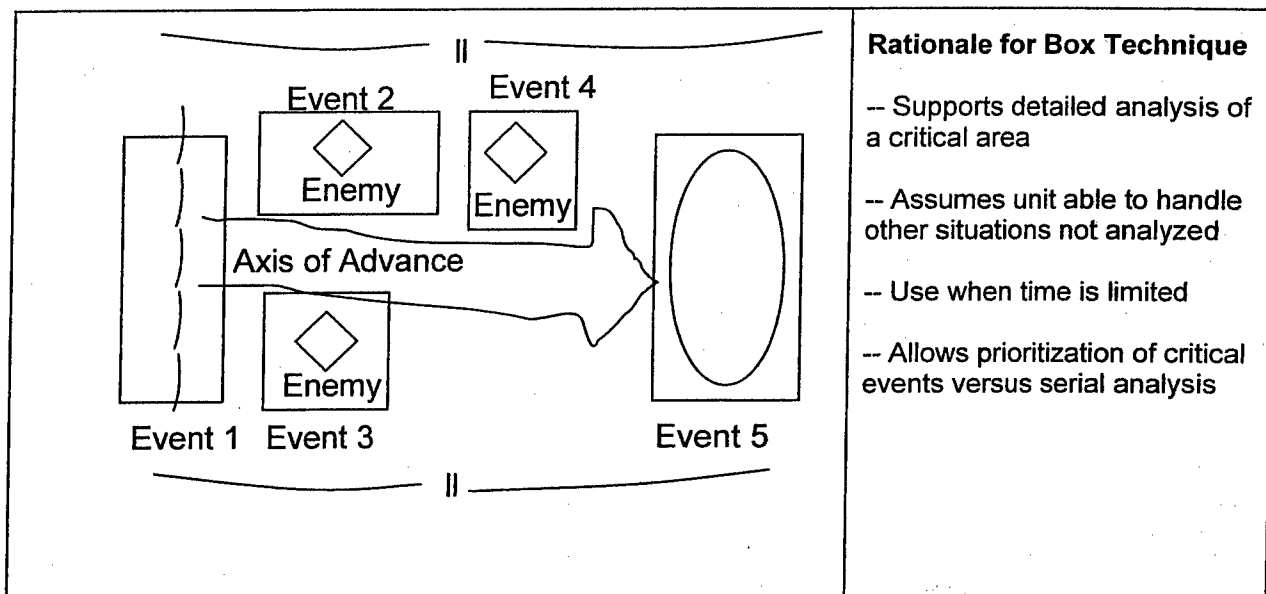 II
Event 2
Event 4
Enemy
Enemy
Axis of Advance
Enemy
Event 1
Event 3
Event 5
II
Rationale for Box Technique
-- Supports detailed analysis of
a critical area
-- Assumes unit able to handle
other situations not analyzed
-- Use when time is limited
-- Allows prioritization of critical
events versus serial analysis